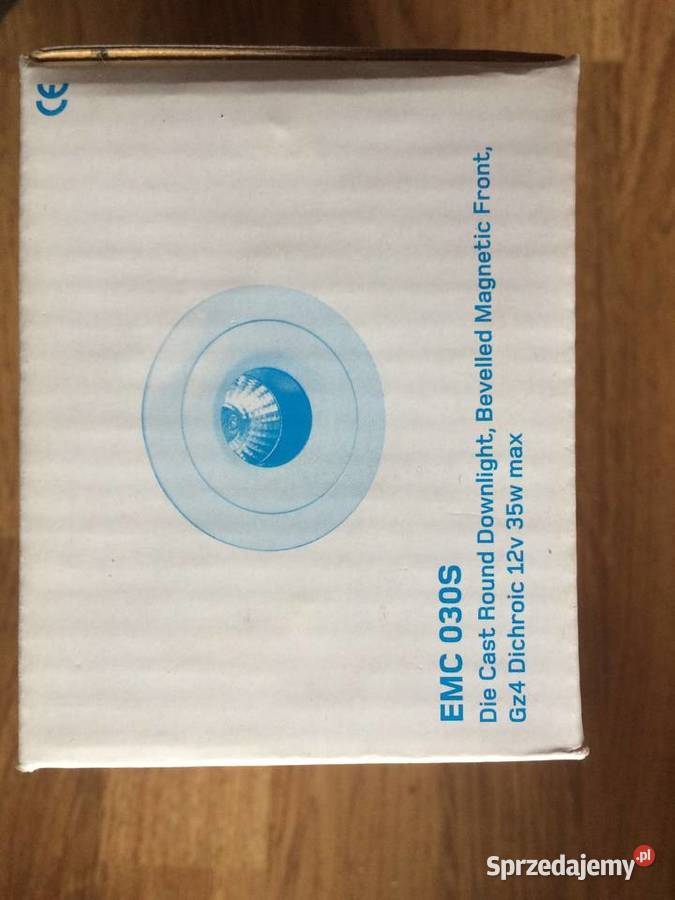 CE
EMC 030S
Die Cast Round Downlight, Bevelled Magnetic Front,
Gz4 Dichroic 12v 35w max
Sprzedajemy.pl